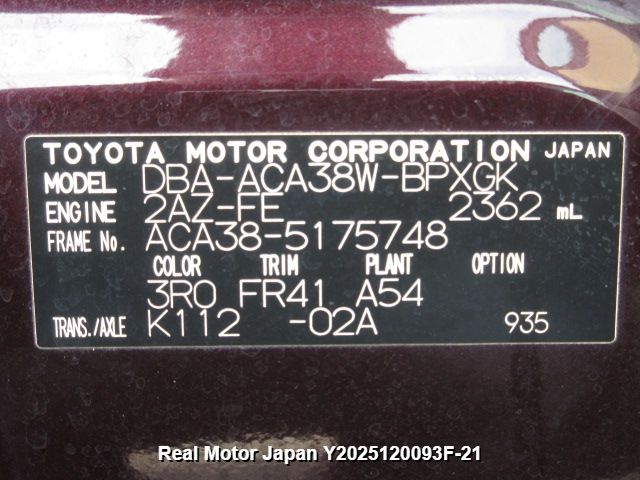 TOYOTA MOTOR CORPORATION JAPAN
MODEL DBA-ACA38W-BPXGK
ENGINE 2AZ-FE 2362 mL
FRAME No. ACA38-5175748
COLOR TRIM PLANT OPTION
3R0 FR41 A54
TRANS./AXLE K112 -02A 935
Real Motor Japan Y2025120093F-21